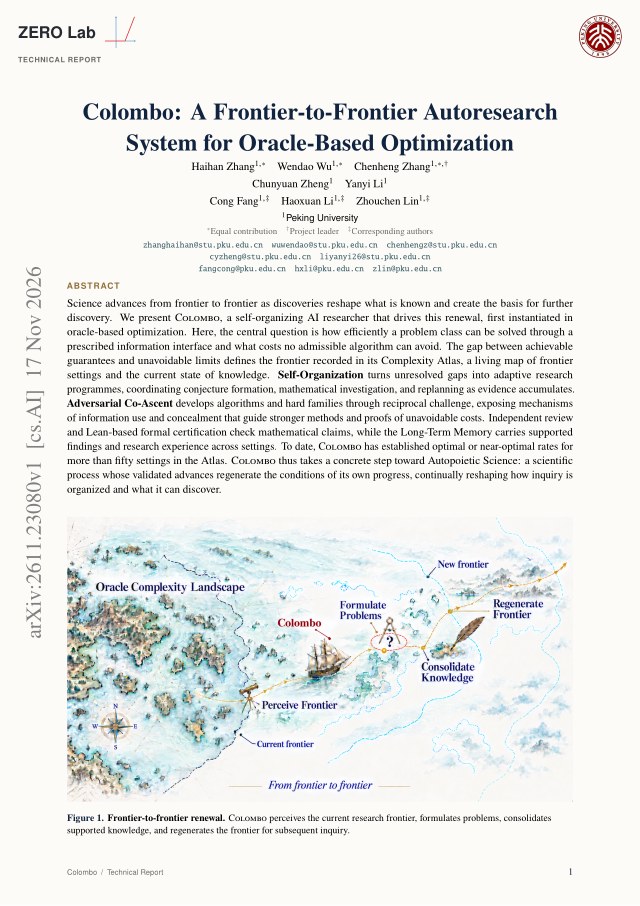 ZERO Lab
TECHNICAL REPORT
PEKING UNIVERSITY
1898
Colombo: A Frontier-to-Frontier Autoresearch
System for Oracle-Based Optimization
Haihan Zhang1,* Wendao Wu1,* Chenheng Zhang1,*,†
Chunyuan Zheng1 Yanyi Li1
Cong Fang1,‡ Haoxuan Li1,‡ Zhouchen Lin1,‡
1Peking University
*Equal contribution †Project leader ‡Corresponding authors
zhanghaihan@stu.pku.edu.cn wuwendao@stu.pku.edu.cn chenhengz@stu.pku.edu.cn
cyzheng@stu.pku.edu.cn liyanyi26@stu.pku.edu.cn
fangcong@pku.edu.cn hxli@pku.edu.cn zlin@pku.edu.cn
arXiv:2611.23080v1 [cs.AI] 17 Nov 2026
ABSTRACT
Science advances from frontier to frontier as discoveries reshape what is known and create the basis for further
discovery. We present COLOMBO, a self-organizing AI researcher that drives this renewal, first instantiated in
oracle-based optimization. Here, the central question is how efficiently a problem class can be solved through a
prescribed information interface and what costs no admissible algorithm can avoid. The gap between achievable
guarantees and unavoidable limits defines the frontier recorded in its Complexity Atlas, a living map of frontier
settings and the current state of knowledge. Self-Organization turns unresolved gaps into adaptive research
programmes, coordinating conjecture formation, mathematical investigation, and replanning as evidence accumulates.
Adversarial Co-Ascent develops algorithms and hard families through reciprocal challenge, exposing mechanisms
of information use and concealment that guide stronger methods and proofs of unavoidable costs. Independent review
and Lean-based formal certification check mathematical claims, while the Long-Term Memory carries supported
findings and research experience across settings. To date, COLOMBO has established optimal or near-optimal rates for
more than fifty settings in the Atlas. COLOMBO thus takes a concrete step toward Autopoietic Science: a scientific
process whose validated advances regenerate the conditions of its own progress, continually reshaping how inquiry is
organized and what it can discover.
Oracle Complexity Landscape
New frontier
Formulate
Problems
Regenerate
Frontier
Colombo
?
Consolidate
Knowledge
Perceive Frontier
N
W E
S
Current frontier
From frontier to frontier
Figure 1. Frontier-to-frontier renewal. COLOMBO perceives the current research frontier, formulates problems, consolidates
supported knowledge, and regenerates the frontier for subsequent inquiry.
Colombo / Technical Report
1